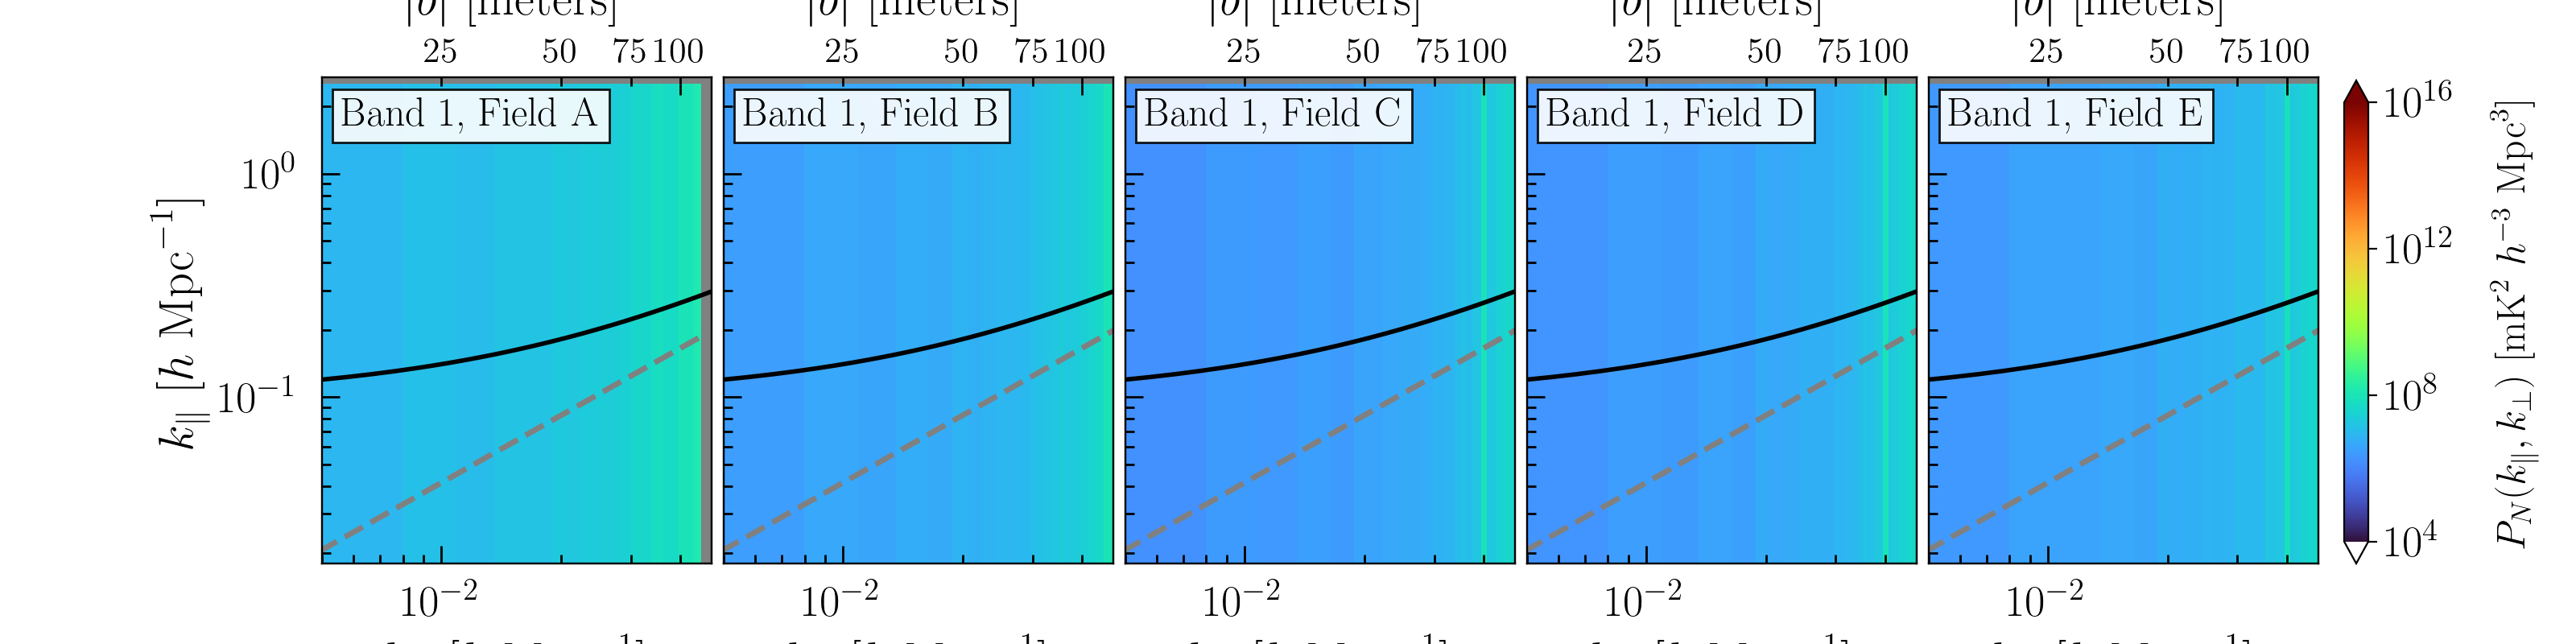 |b| [meters] |b| [meters] |b| [meters] |b| [meters] |b| [meters]
25 50 75 100 25 50 75 100 25 50 75 100 25 50 75 100 25 50 75 100
Band 1, Field A Band 1, Field B Band 1, Field C Band 1, Field D Band 1, Field E
10^16
10^12
10^8
10^4
P_N(k_∥, k_⊥) [mK^2 h^−3 Mpc^3]
10^0
10^−1
k_∥ [h Mpc^−1]
10^−2 10^−2 10^−2 10^−2 10^−2